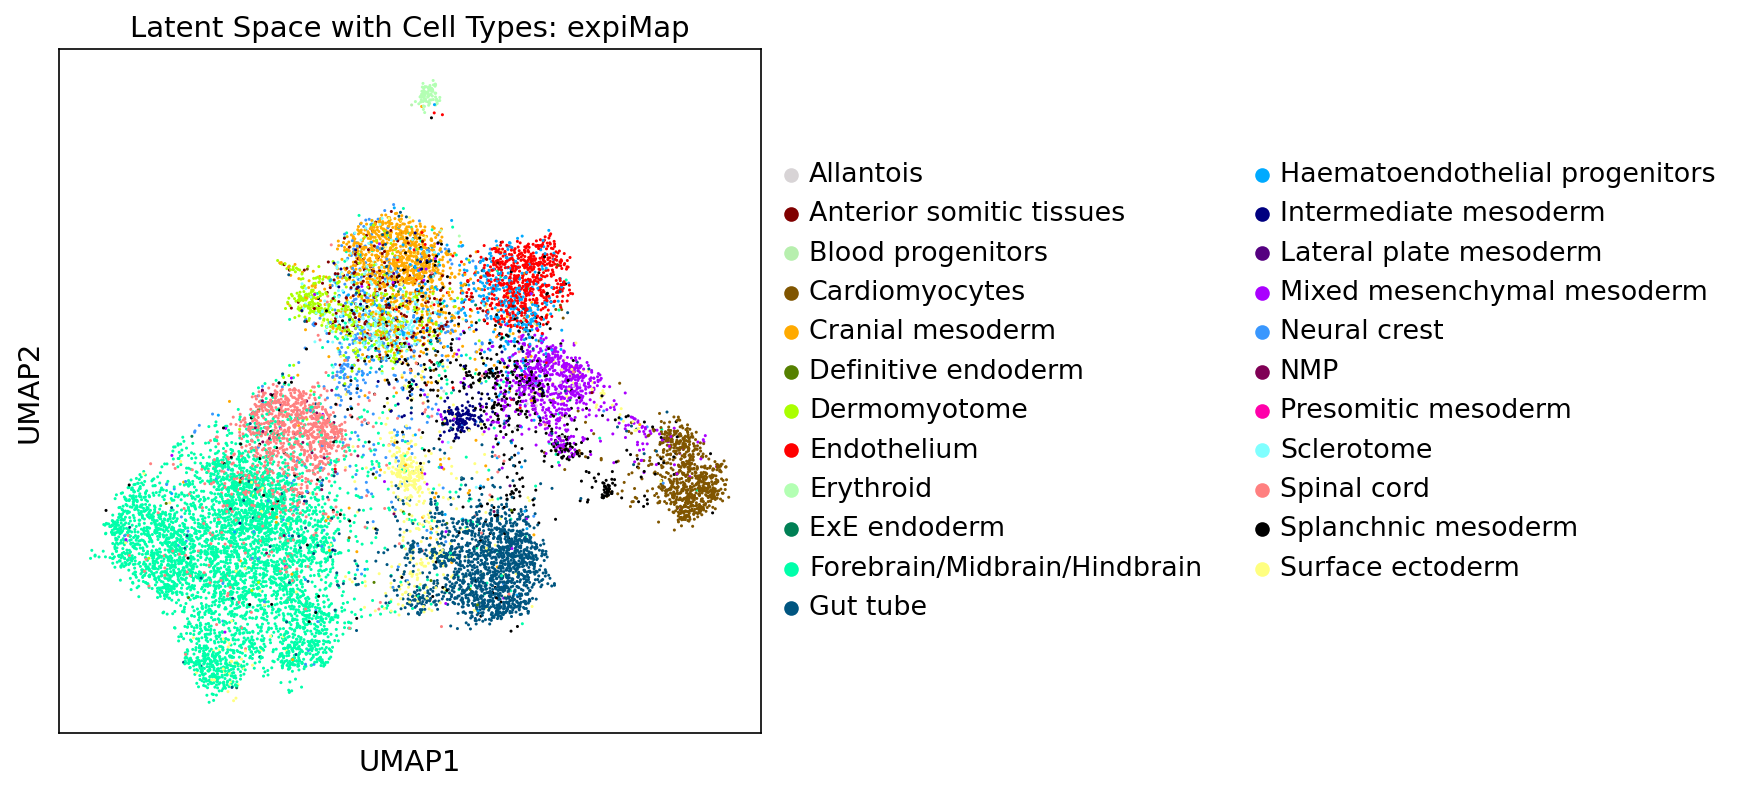 Latent Space with Cell Types: expiMap
UMAP2
UMAP1
Allantois
Anterior somitic tissues
Blood progenitors
Cardiomyocytes
Cranial mesoderm
Definitive endoderm
Dermomyotome
Endothelium
Erythroid
ExE endoderm
Forebrain/Midbrain/Hindbrain
Gut tube
Haematoendothelial progenitors
Intermediate mesoderm
Lateral plate mesoderm
Mixed mesenchymal mesoderm
Neural crest
NMP
Presomitic mesoderm
Sclerotome
Spinal cord
Splanchnic mesoderm
Surface ectoderm